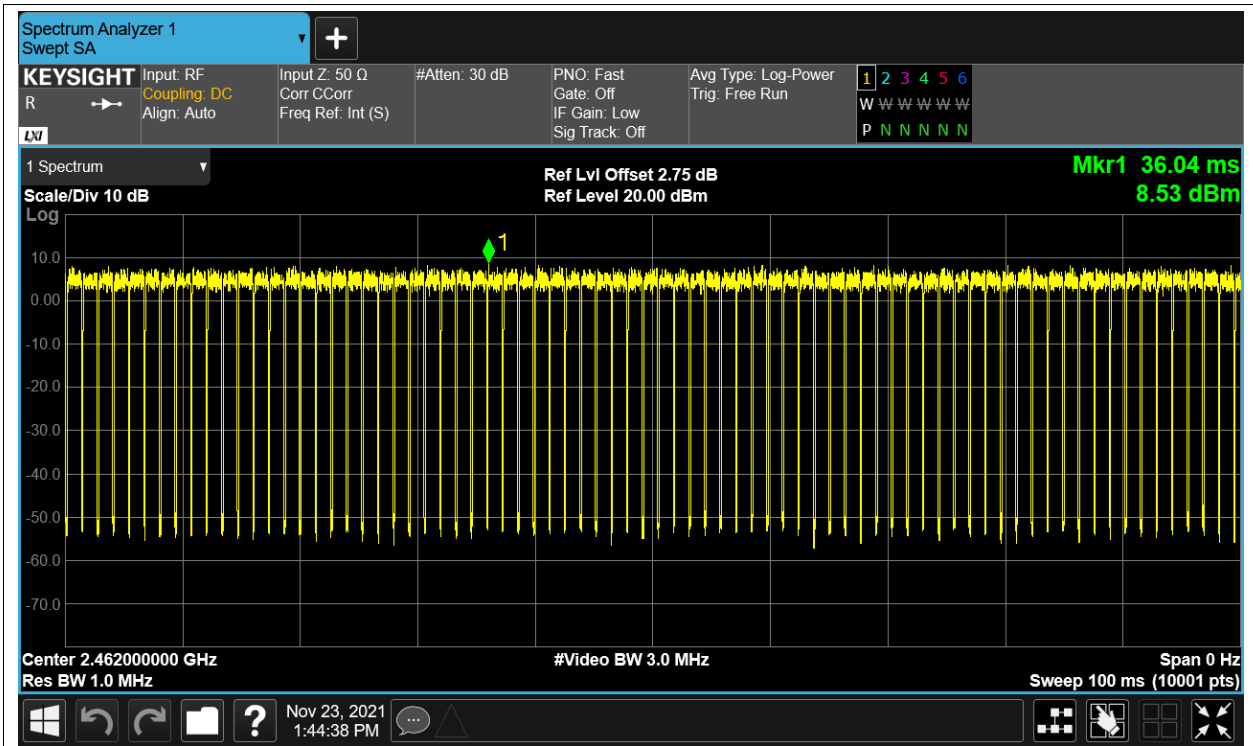 Spectrum Analyzer 1
Swept SA
KEYSIGHT
R
LXI
Input: RF
Coupling: DC
Align: Auto
Input Z: 50 Ω
Corr CCorr
Freq Ref: Int (S)
#Atten: 30 dB
PNO: Fast
Gate: Off
IF Gain: Low
Sig Track: Off
Avg Type: Log-Power
Trig: Free Run
1 2 3 4 5 6
W W W W W W
P N N N N N
1 Spectrum
Scale/Div 10 dB
Ref Lvl Offset 2.75 dB
Ref Level 20.00 dBm
Mkr1 36.04 ms
8.53 dBm
Log
1
10.0
0.00
-10.0
-20.0
-30.0
-40.0
-50.0
-60.0
-70.0
Center 2.462000000 GHz
Res BW 1.0 MHz
#Video BW 3.0 MHz
Span 0 Hz
Sweep 100 ms (10001 pts)
?
Nov 23, 2021
1:44:38 PM